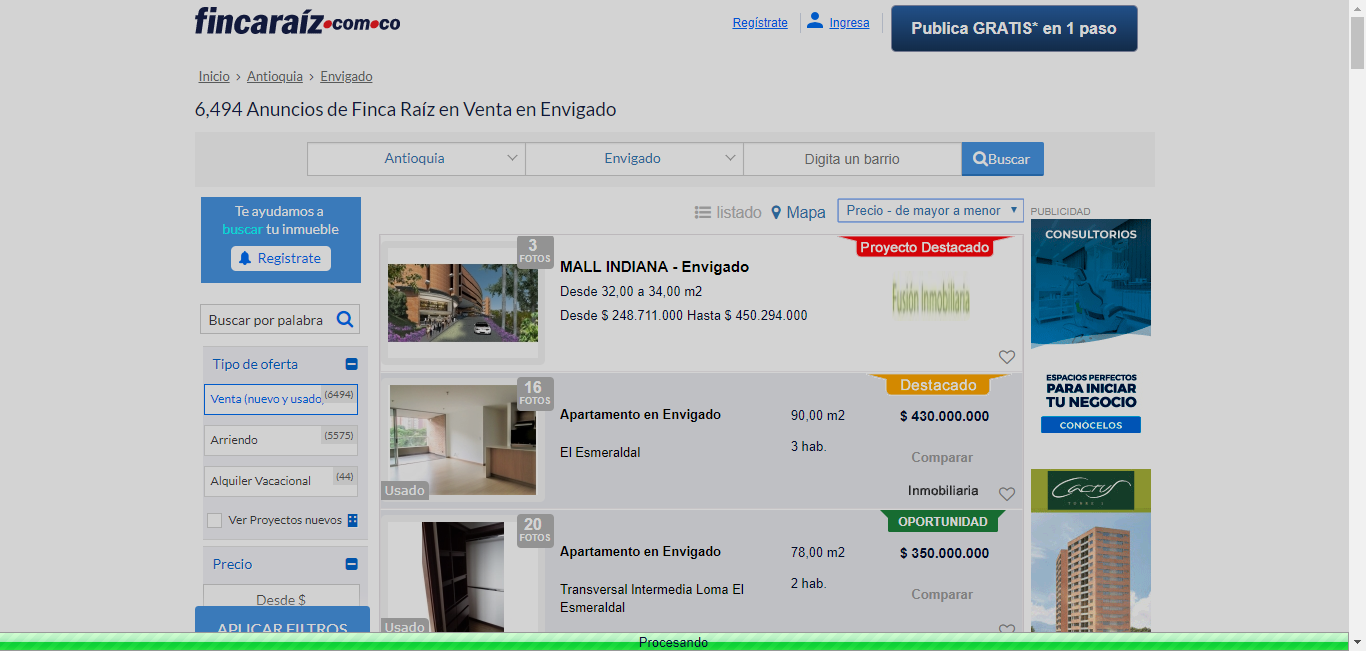 fincaraíz.com.co
Regístrate
Ingresa
Publica GRATIS* en 1 paso
Inicio > Antioquia > Envigado
6,494 Anuncios de Finca Raíz en Venta en Envigado
Antioquia
Envigado
Digita un barrio
Buscar
Te ayudamos a
buscar tu inmueble
Registrate
Buscar por palabra
Tipo de oferta
Venta (nuevo y usado) (6494)
Arriendo (5575)
Alquiler Vacacional (44)
Ver Proyectos nuevos
Precio
Desde $
APLICAR FILTROS
listado
Mapa
Precio - de mayor a menor
3
FOTOS
MALL INDIANA - Envigado
Desde 32,00 a 34,00 m2
Desde $ 248.711.000 Hasta $ 450.294.000
Proyecto Destacado
Fusión Inmobiliaria
16
FOTOS
Usado
Apartamento en Envigado
El Esmeraldal
90,00 m2
3 hab.
Destacado
$ 430.000.000
Comparar
Inmobiliaria
20
FOTOS
Usado
Apartamento en Envigado
Transversal Intermedia Loma El
Esmeraldal
78,00 m2
2 hab.
OPORTUNIDAD
$ 350.000.000
Comparar
PUBLICIDAD
CONSULTORIOS
ESPACIOS PERFECTOS
PARA INICIAR
TU NEGOCIO
CONÓCELOS
Cactus
Procesando